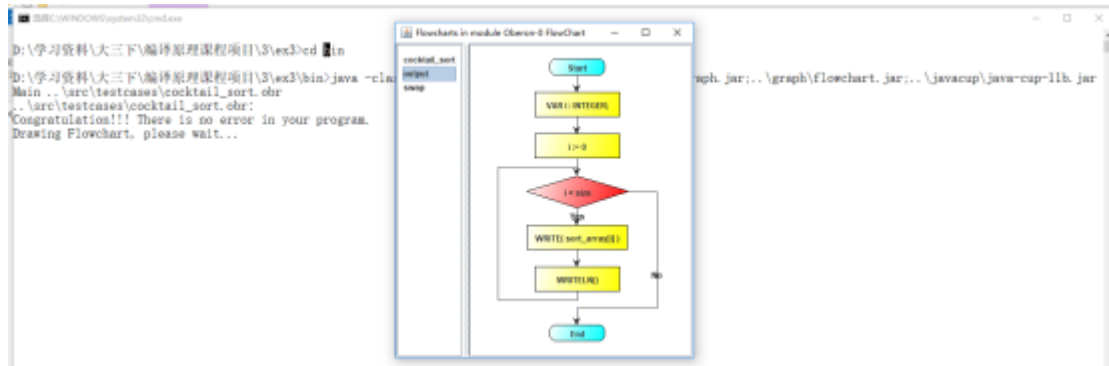 C:\WINDOWS\system32\cmd.exe
D:\学习资料\大三下\编译原理课程项目\3\ex3>cd bin
D:\学习资料\大三下\编译原理课程项目\3\ex3\bin>java -cla
ph.jar;..\graph\flowchart.jar;..\javacup\java-cup-11b.jar
Main ..\src\testcases\cocktail_sort.obr
..\src\testcases\cocktail_sort.obr:
Congratulation!!! There is no error in your program.
Drawing Flowchart, please wait...
Flowcharts in module Oberon-0 FlowChart
cocktail_sort
output
swap
Start
VAR i : INTEGER;
i := 0
i < size
Yes
WRITE( sort_array[i] )
WRITELN()
No
End